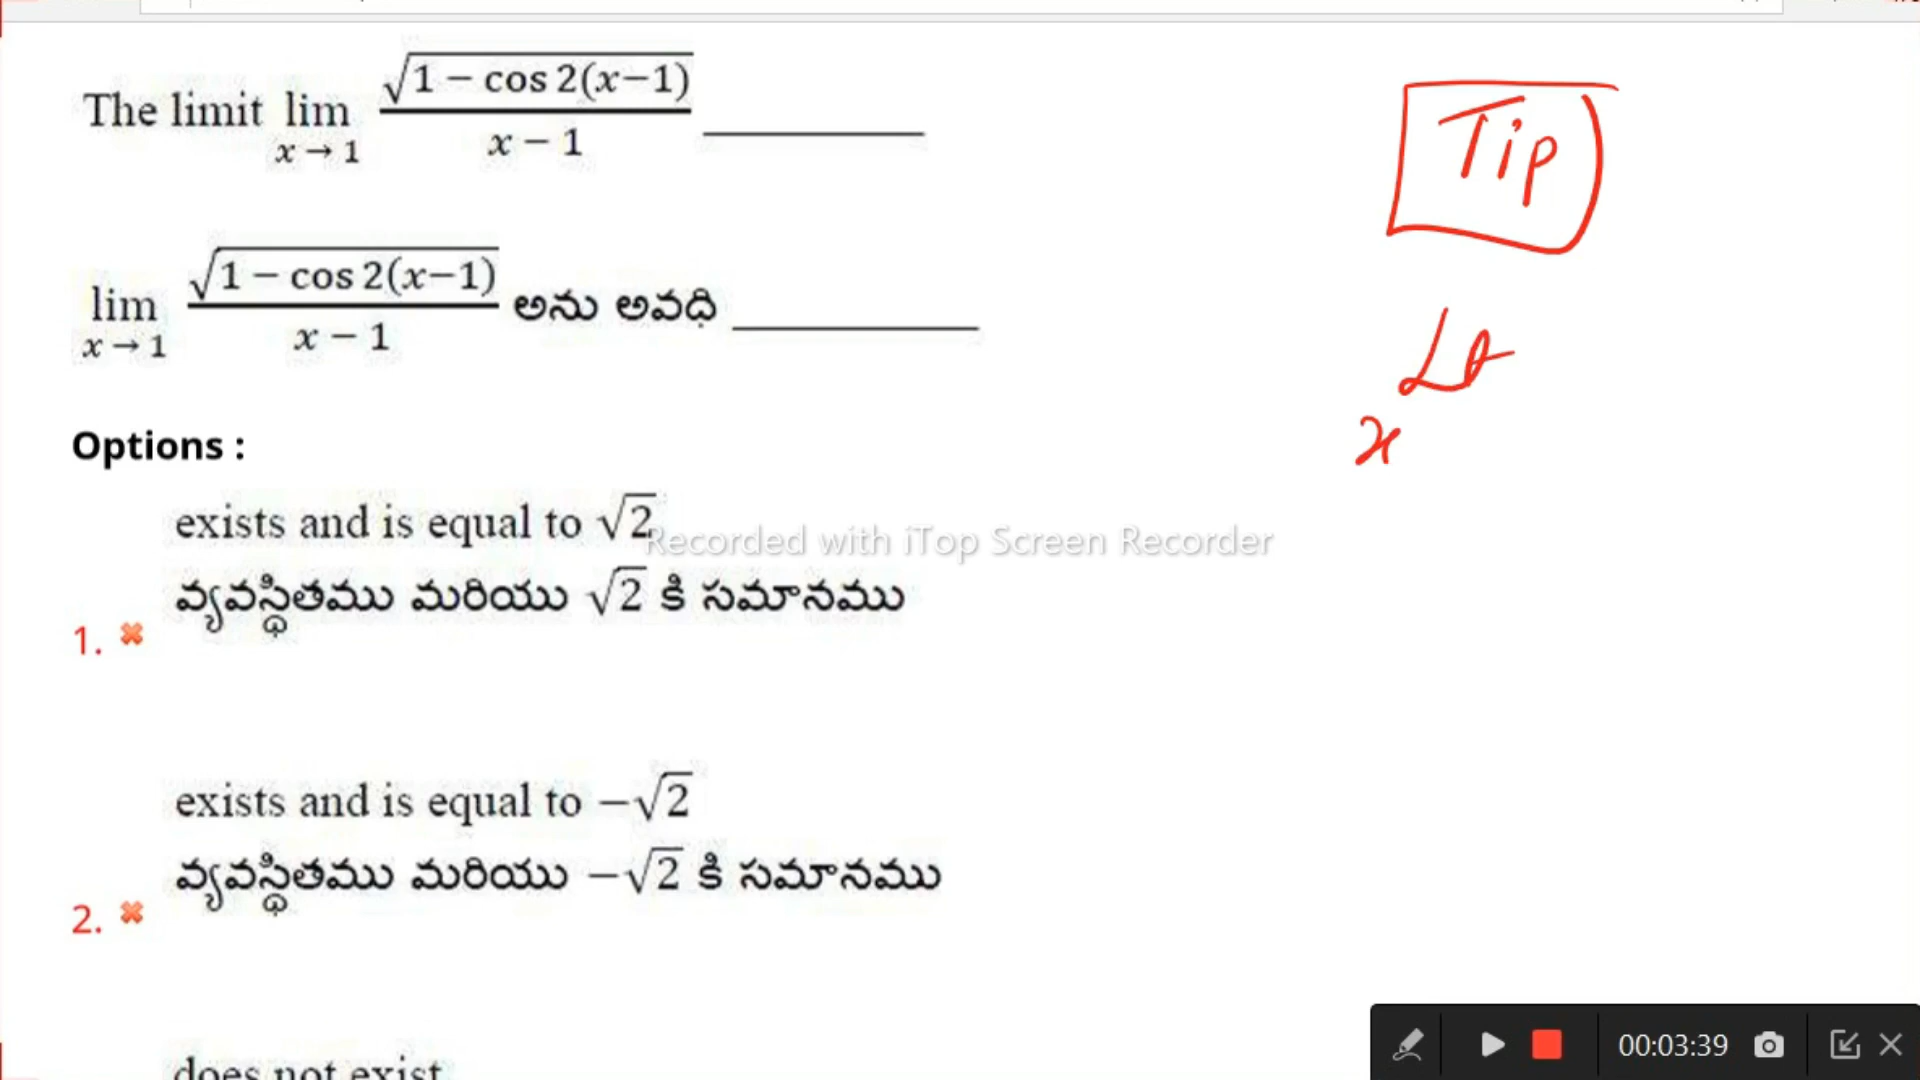 The limit lim x → 1 √1 − cos 2(x−1) / x − 1 __________
lim x → 1 √1 − cos 2(x−1) / x − 1 అను అవధి __________
Options :
exists and is equal to √2
వ్యవస్థితము మరియు √2 కి సమానము
1.
exists and is equal to −√2
వ్యవస్థితము మరియు −√2 కి సమానము
2.
does not exist
Tip
Lt
x
Recorded with iTop Screen Recorder
00:03:39